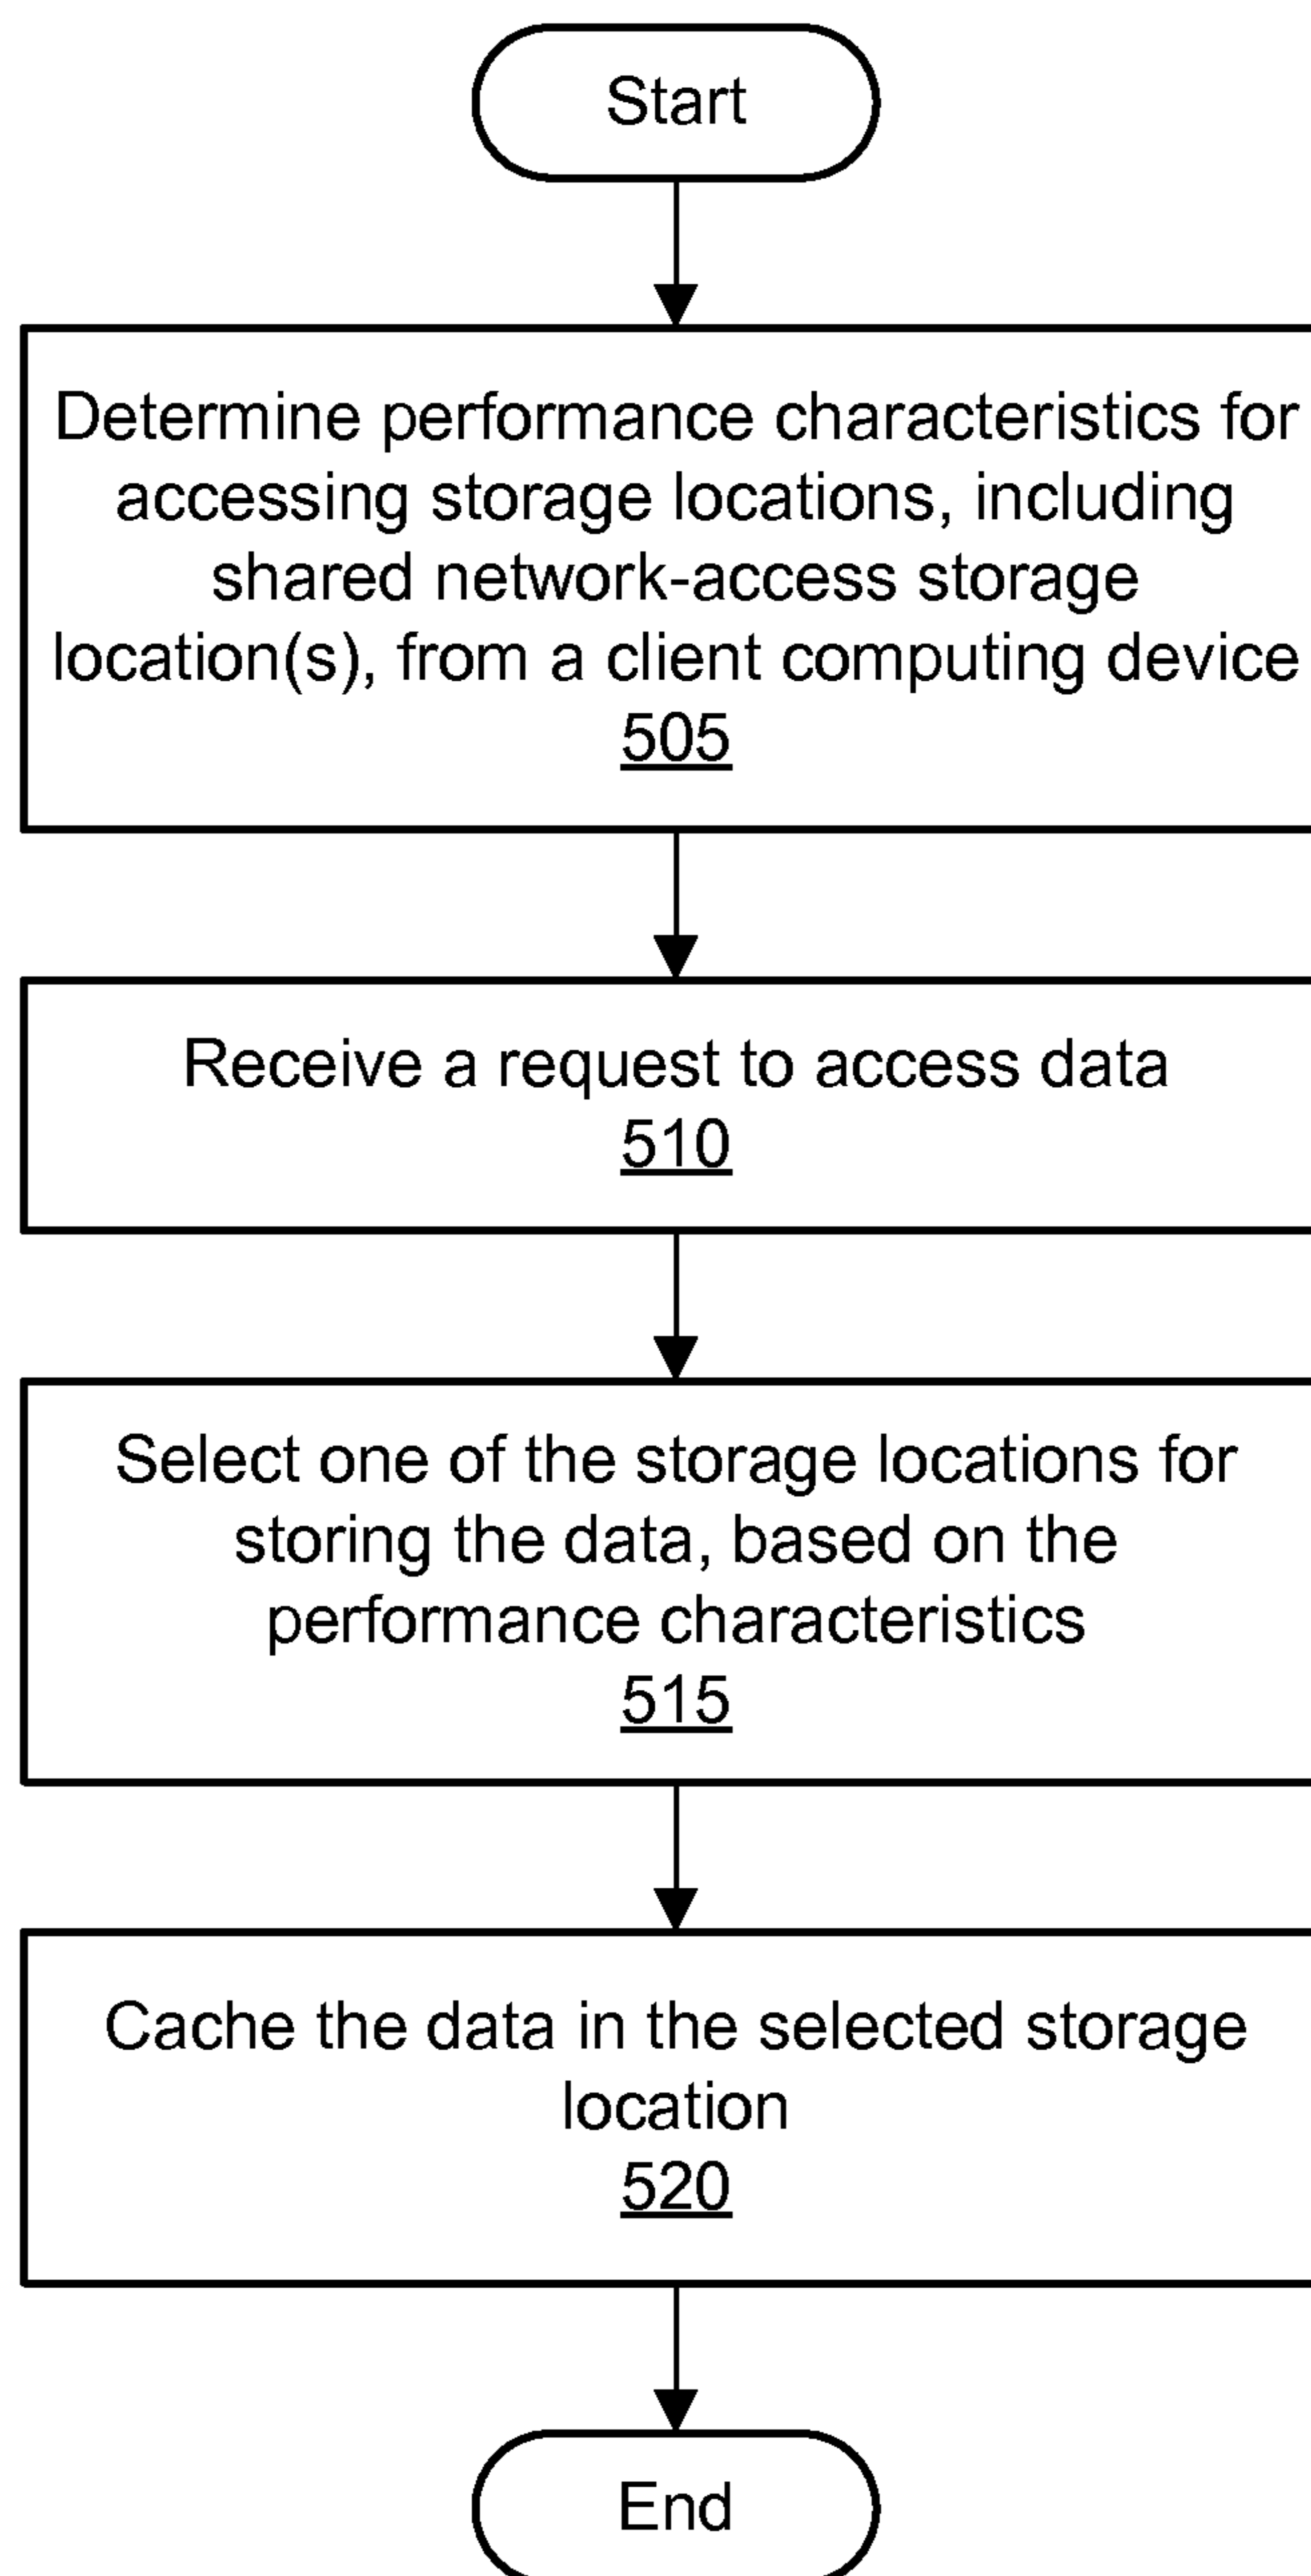 Start
Determine performance characteristics for
accessing storage locations, including
shared network-access storage
location(s), from a client computing device
505
Receive a request to access data
510
Select one of the storage locations for
storing the data, based on the
performance characteristics
515
Cache the data in the selected storage
location
520
End